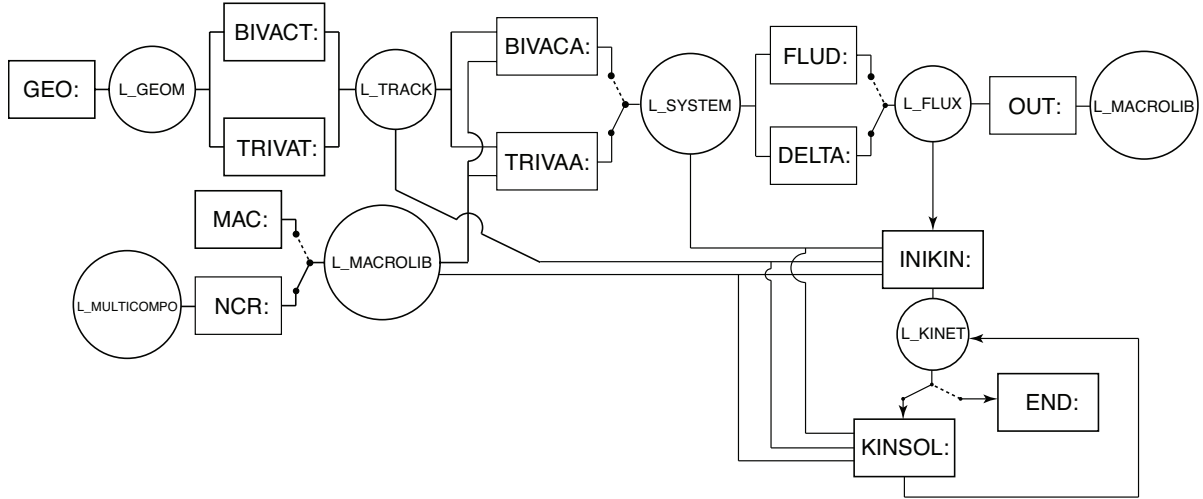 BIVACT:
BIVACA:
FLUD:
GEO:
L_GEOM
L_TRACK
L_SYSTEM
L_FLUX
OUT:
L_MACROLIB
TRIVAT:
TRIVAA:
DELTA:
MAC:
L_MACROLIB
INIKIN:
L_MULTICOMPO
NCR:
L_KINET
END:
KINSOL: